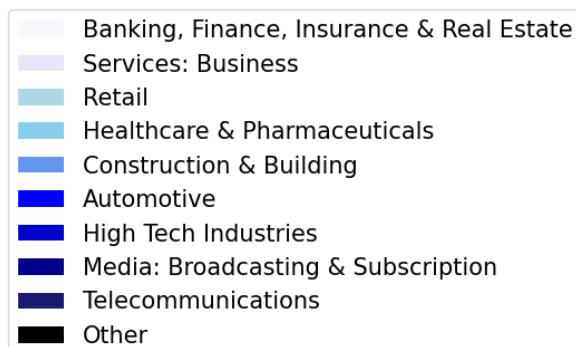 Banking, Finance, Insurance & Real Estate
Services: Business
Retail
Healthcare & Pharmaceuticals
Construction & Building
Automotive
High Tech Industries
Media: Broadcasting & Subscription
Telecommunications
Other